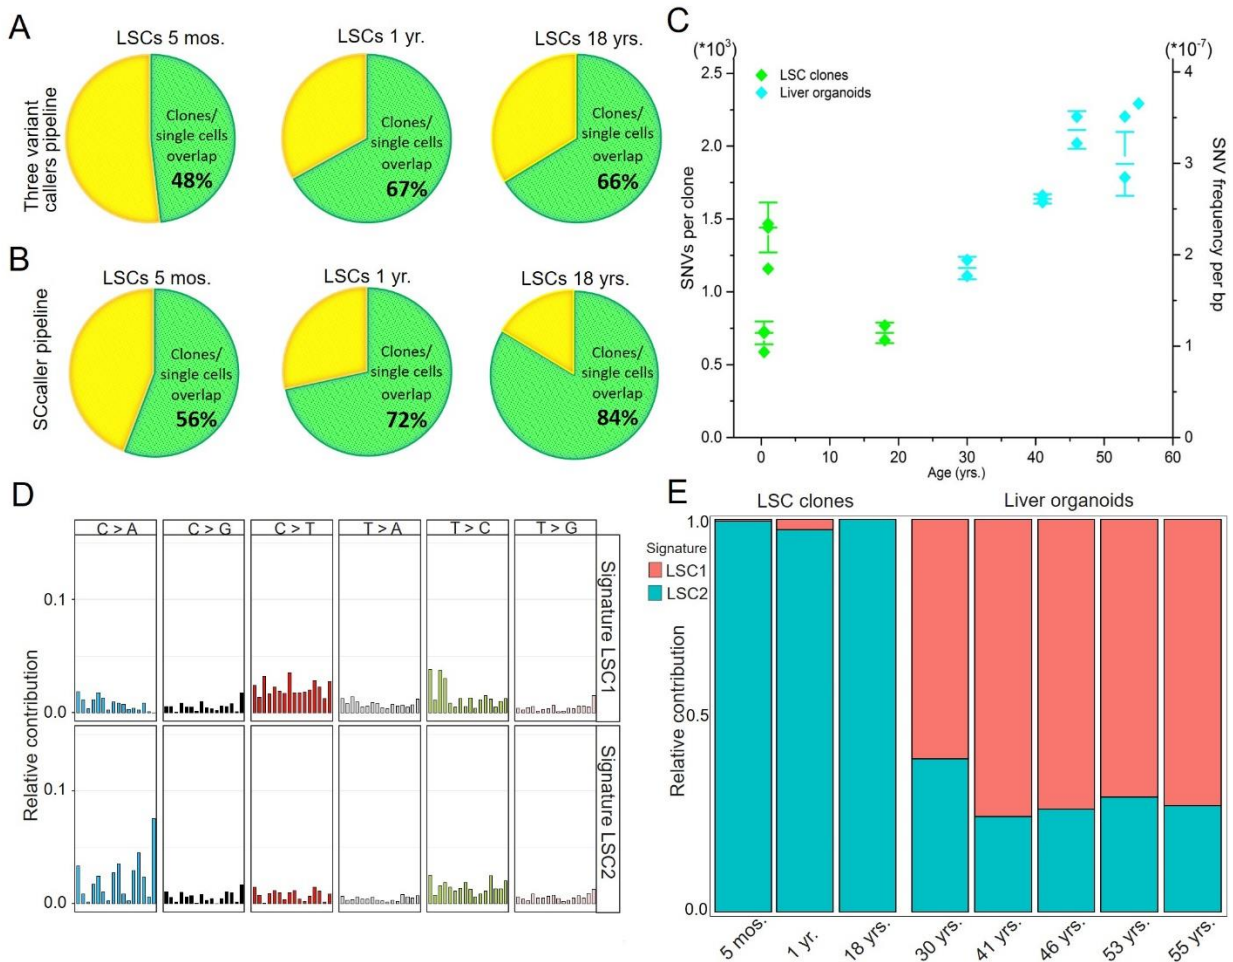 A
LSCs 5 mos.
LSCs 1 yr.
LSCs 18 yrs.
Three variant
callers pipeline
Clones/
single cells
overlap
48%
Clones/
single cells
overlap
67%
Clones/
single cells
overlap
66%
B
LSCs 5 mos.
LSCs 1 yr.
LSCs 18 yrs.
SCcaller pipeline
Clones/
single cells
overlap
56%
Clones/
single cells
overlap
72%
Clones/
single cells
overlap
84%
C
(*10³)
(*10⁻⁷)
LSC clones
Liver organoids
SNVs per clone
2.5
2.0
1.5
1.0
0.5
0.0
SNV frequency per bp
4
3
2
1
0
0 10 20 30 40 50 60
Age (yrs.)
D
C > A C > G C > T T > A T > C T > G
Relative contribution
0.1
0.0
Signature LSC1
0.1
0.0
Signature LSC2
E
LSC clones
Liver organoids
Signature
LSC1
LSC2
Relative contribution
1.0
0.5
0.0
5 mos. 1 yr. 18 yrs. 30 yrs. 41 yrs. 46 yrs. 53 yrs. 55 yrs.